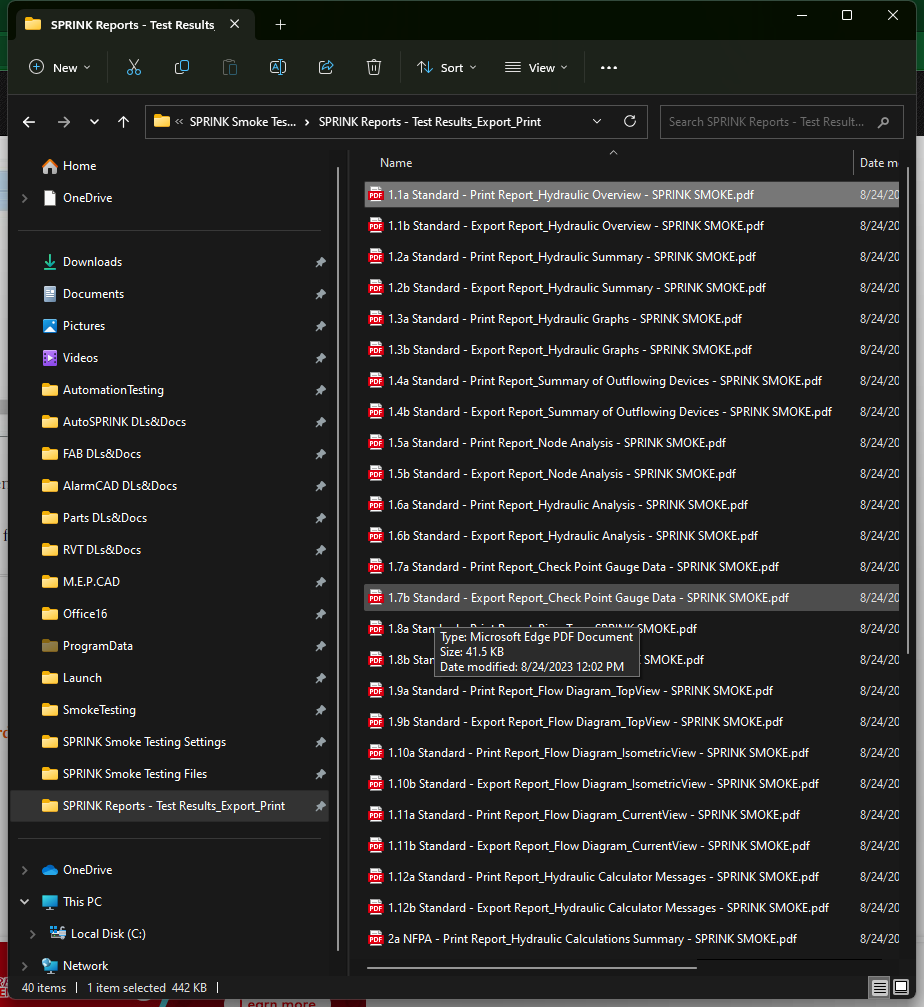 SPRINK Reports - Test Results_
New
Sort
View
SPRINK Smoke Tes...
SPRINK Reports - Test Results_Export_Print
Search SPRINK Reports - Test Result...
Home
OneDrive
Downloads
Documents
Pictures
Videos
AutomationTesting
AutoSPRINK DLs&Docs
FAB DLs&Docs
AlarmCAD DLs&Docs
Parts DLs&Docs
RVT DLs&Docs
M.E.P.CAD
Office16
ProgramData
Launch
SmokeTesting
SPRINK Smoke Testing Settings
SPRINK Smoke Testing Files
SPRINK Reports - Test Results_Export_Print
OneDrive
This PC
Local Disk (C:)
Network
Name
Date m
1.1a Standard - Print Report_Hydraulic Overview - SPRINK SMOKE.pdf 8/24/20
1.1b Standard - Export Report_Hydraulic Overview - SPRINK SMOKE.pdf 8/24/20
1.2a Standard - Print Report_Hydraulic Summary - SPRINK SMOKE.pdf 8/24/20
1.2b Standard - Export Report_Hydraulic Summary - SPRINK SMOKE.pdf 8/24/20
1.3a Standard - Print Report_Hydraulic Graphs - SPRINK SMOKE.pdf 8/24/20
1.3b Standard - Export Report_Hydraulic Graphs - SPRINK SMOKE.pdf 8/24/20
1.4a Standard - Print Report_Summary of Outflowing Devices - SPRINK SMOKE.pdf 8/24/20
1.4b Standard - Export Report_Summary of Outflowing Devices - SPRINK SMOKE.pdf 8/24/20
1.5a Standard - Print Report_Node Analysis - SPRINK SMOKE.pdf 8/24/20
1.5b Standard - Export Report_Node Analysis - SPRINK SMOKE.pdf 8/24/20
1.6a Standard - Print Report_Hydraulic Analysis - SPRINK SMOKE.pdf 8/24/20
1.6b Standard - Export Report_Hydraulic Analysis - SPRINK SMOKE.pdf 8/24/20
1.7a Standard - Print Report_Check Point Gauge Data - SPRINK SMOKE.pdf 8/24/20
1.7b Standard - Export Report_Check Point Gauge Data - SPRINK SMOKE.pdf 8/24/20
1.8a Stan SMOKE.pdf 8/24/20
Type: Microsoft Edge PDF Document
Size: 41.5 KB
Date modified: 8/24/2023 12:02 PM
1.8b Stan SMOKE.pdf 8/24/20
1.9a Standard - Print Report_Flow Diagram_TopView - SPRINK SMOKE.pdf 8/24/20
1.9b Standard - Export Report_Flow Diagram_TopView - SPRINK SMOKE.pdf 8/24/20
1.10a Standard - Print Report_Flow Diagram_IsometricView - SPRINK SMOKE.pdf 8/24/20
1.10b Standard - Export Report_Flow Diagram_IsometricView - SPRINK SMOKE.pdf 8/24/20
1.11a Standard - Print Report_Flow Diagram_CurrentView - SPRINK SMOKE.pdf 8/24/20
1.11b Standard - Export Report_Flow Diagram_CurrentView - SPRINK SMOKE.pdf 8/24/20
1.12a Standard - Print Report_Hydraulic Calculator Messages - SPRINK SMOKE.pdf 8/24/20
1.12b Standard - Export Report_Hydraulic Calculator Messages - SPRINK SMOKE.pdf 8/24/20
2a NFPA - Print Report_Hydraulic Calculations Summary - SPRINK SMOKE.pdf 8/24/20
40 items 1 item selected 442 KB
Learn more